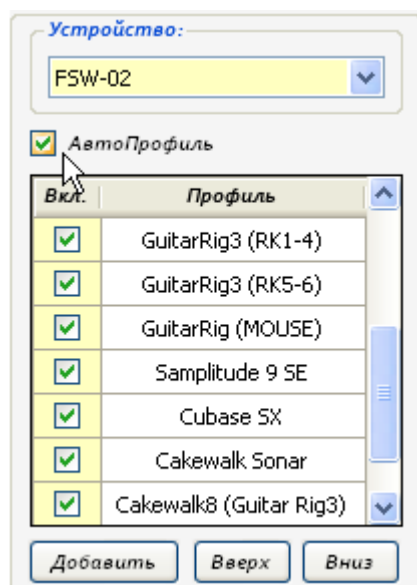 Устройство:
FSW-02
АвтоПрофиль
Вкл. Профиль
GuitarRig3 (RK1-4)
GuitarRig3 (RK5-6)
GuitarRig (MOUSE)
Samplitude 9 SE
Cubase SX
Cakewalk Sonar
Cakewalk8 (Guitar Rig3)
Добавить Вверх Вниз